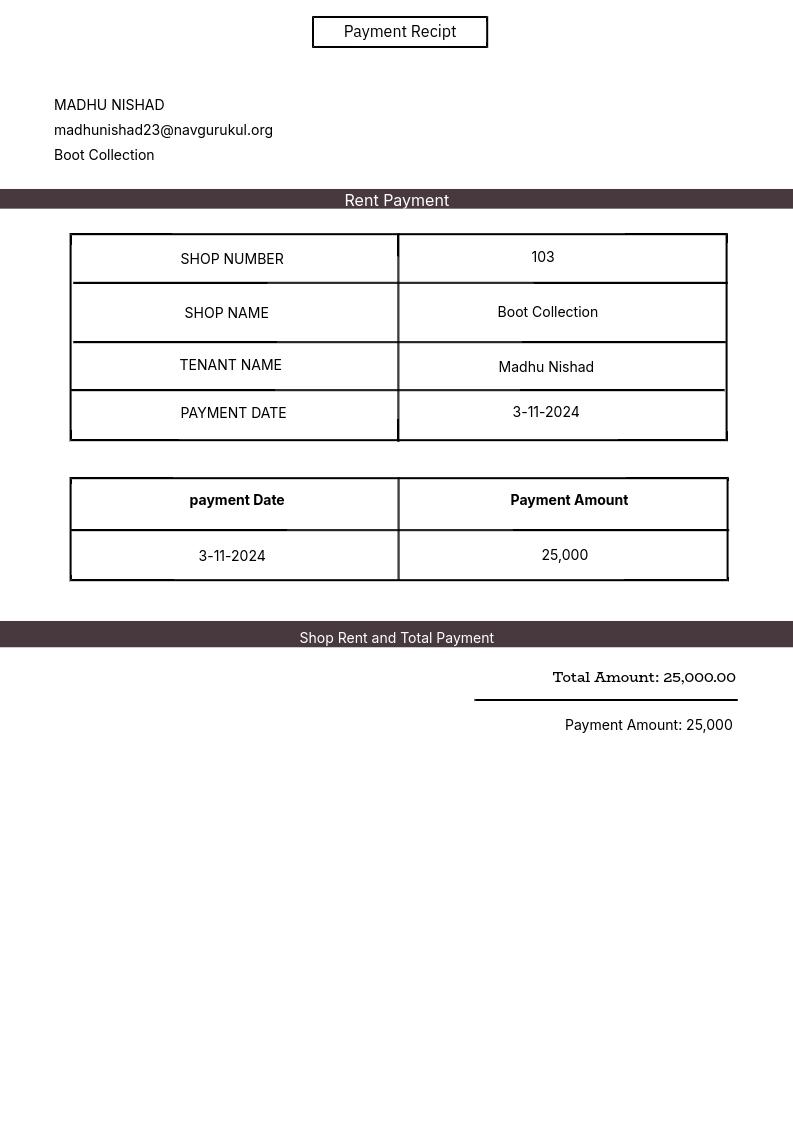 Payment Recipt
MADHU NISHAD
madhunishad23@navgurukul.org
Boot Collection
Rent Payment
SHOP NUMBER 103
SHOP NAME Boot Collection
TENANT NAME Madhu Nishad
PAYMENT DATE 3-11-2024
payment Date Payment Amount
3-11-2024 25,000
Shop Rent and Total Payment
Total Amount: 25,000.00
Payment Amount: 25,000